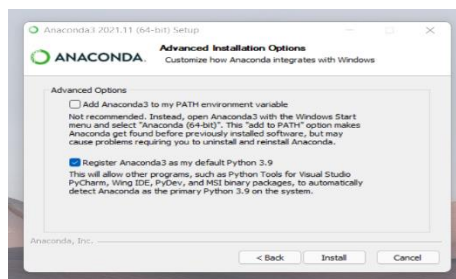 Anaconda3 2021.11 (64-bit) Setup
ANACONDA.
Advanced Installation Options
Customize how Anaconda integrates with Windows
Advanced Options
Add Anaconda3 to my PATH environment variable
Not recommended. Instead, open Anaconda3 with the Windows Start
menu and select "Anaconda (64-bit)". This "add to PATH" option makes
Anaconda get found before previously installed software, but may
cause problems requiring you to uninstall and reinstall Anaconda.
Register Anaconda3 as my default Python 3.9
This will allow other programs, such as Python Tools for Visual Studio
PyCharm, Wing IDE, PyDev, and MSI binary packages, to automatically
detect Anaconda as the primary Python 3.9 on the system.
Anaconda, Inc.
< Back
Install
Cancel